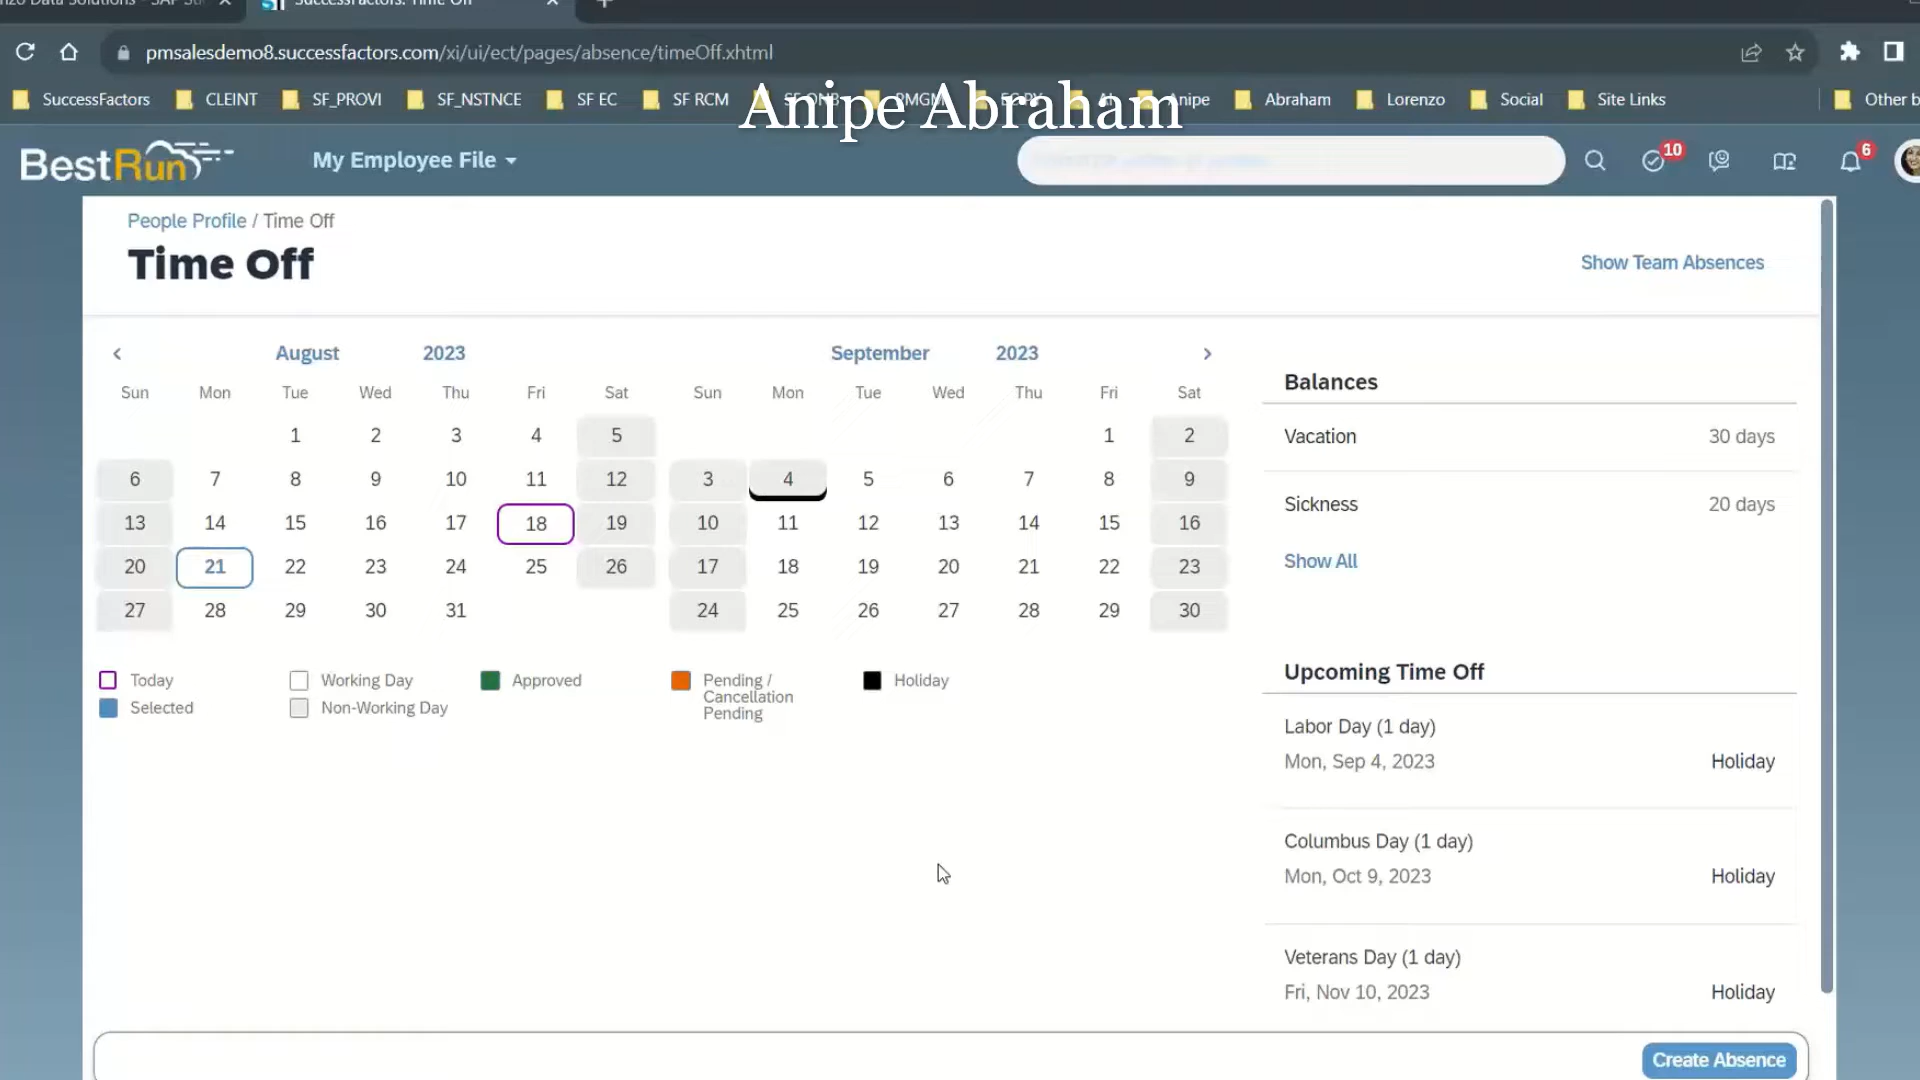 SuccessFactors: Time Off
pmsalesdemo8.successfactors.com/xi/ui/ect/pages/absence/timeOff.xhtml
SuccessFactors CLEINT SF_PROVI SF_NSTNCE SF EC SF RCM Anipe Abraham Lorenzo Social Site Links Other b
Anipe Abraham
BestRun My Employee File 10 6
People Profile / Time Off
Time Off
Show Team Absences
August 2023
Sun Mon Tue Wed Thu Fri Sat
1 2 3 4 5
6 7 8 9 10 11 12
13 14 15 16 17 18 19
20 21 22 23 24 25 26
27 28 29 30 31
September 2023
Sun Mon Tue Wed Thu Fri Sat
1 2
3 4 5 6 7 8 9
10 11 12 13 14 15 16
17 18 19 20 21 22 23
24 25 26 27 28 29 30
Today Working Day Approved Pending / Holiday
Cancellation
Pending
Selected Non-Working Day
Balances
Vacation 30 days
Sickness 20 days
Show All
Upcoming Time Off
Labor Day (1 day)
Mon, Sep 4, 2023 Holiday
Columbus Day (1 day)
Mon, Oct 9, 2023 Holiday
Veterans Day (1 day)
Fri, Nov 10, 2023 Holiday
Create Absence